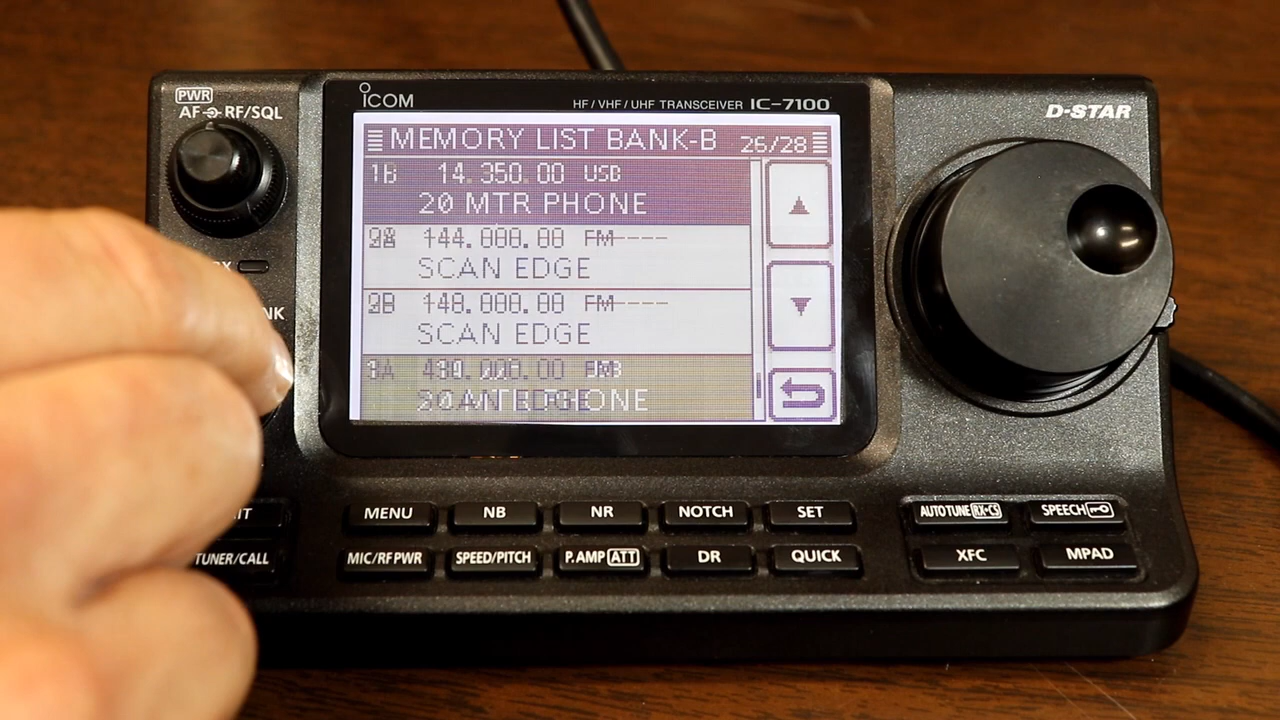 PWR
AF RF/SQL
ICOM
HF/VHF/UHF TRANSCEIVER IC-7100
D-STAR
MEMORY LIST BANK-B 26/28
1B 14.350.00 USB
20 MTR PHONE
144.000.00 FM----
SCAN EDGE
2B 148.000.00 FM----
SCAN EDGE
MENU NB NR NOTCH SET
AUTOTUNE RX•CS SPEECH
TUNER/CALL
MIC/RF PWR SPEED/PITCH P.AMP ATT DR QUICK
XFC MPAD